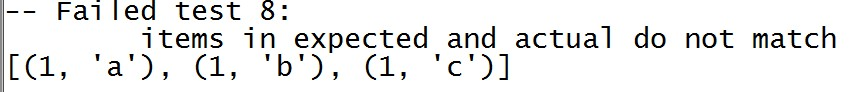 -- Failed test 8:
items in expected and actual do not match
[(1, 'a'), (1, 'b'), (1, 'c')]